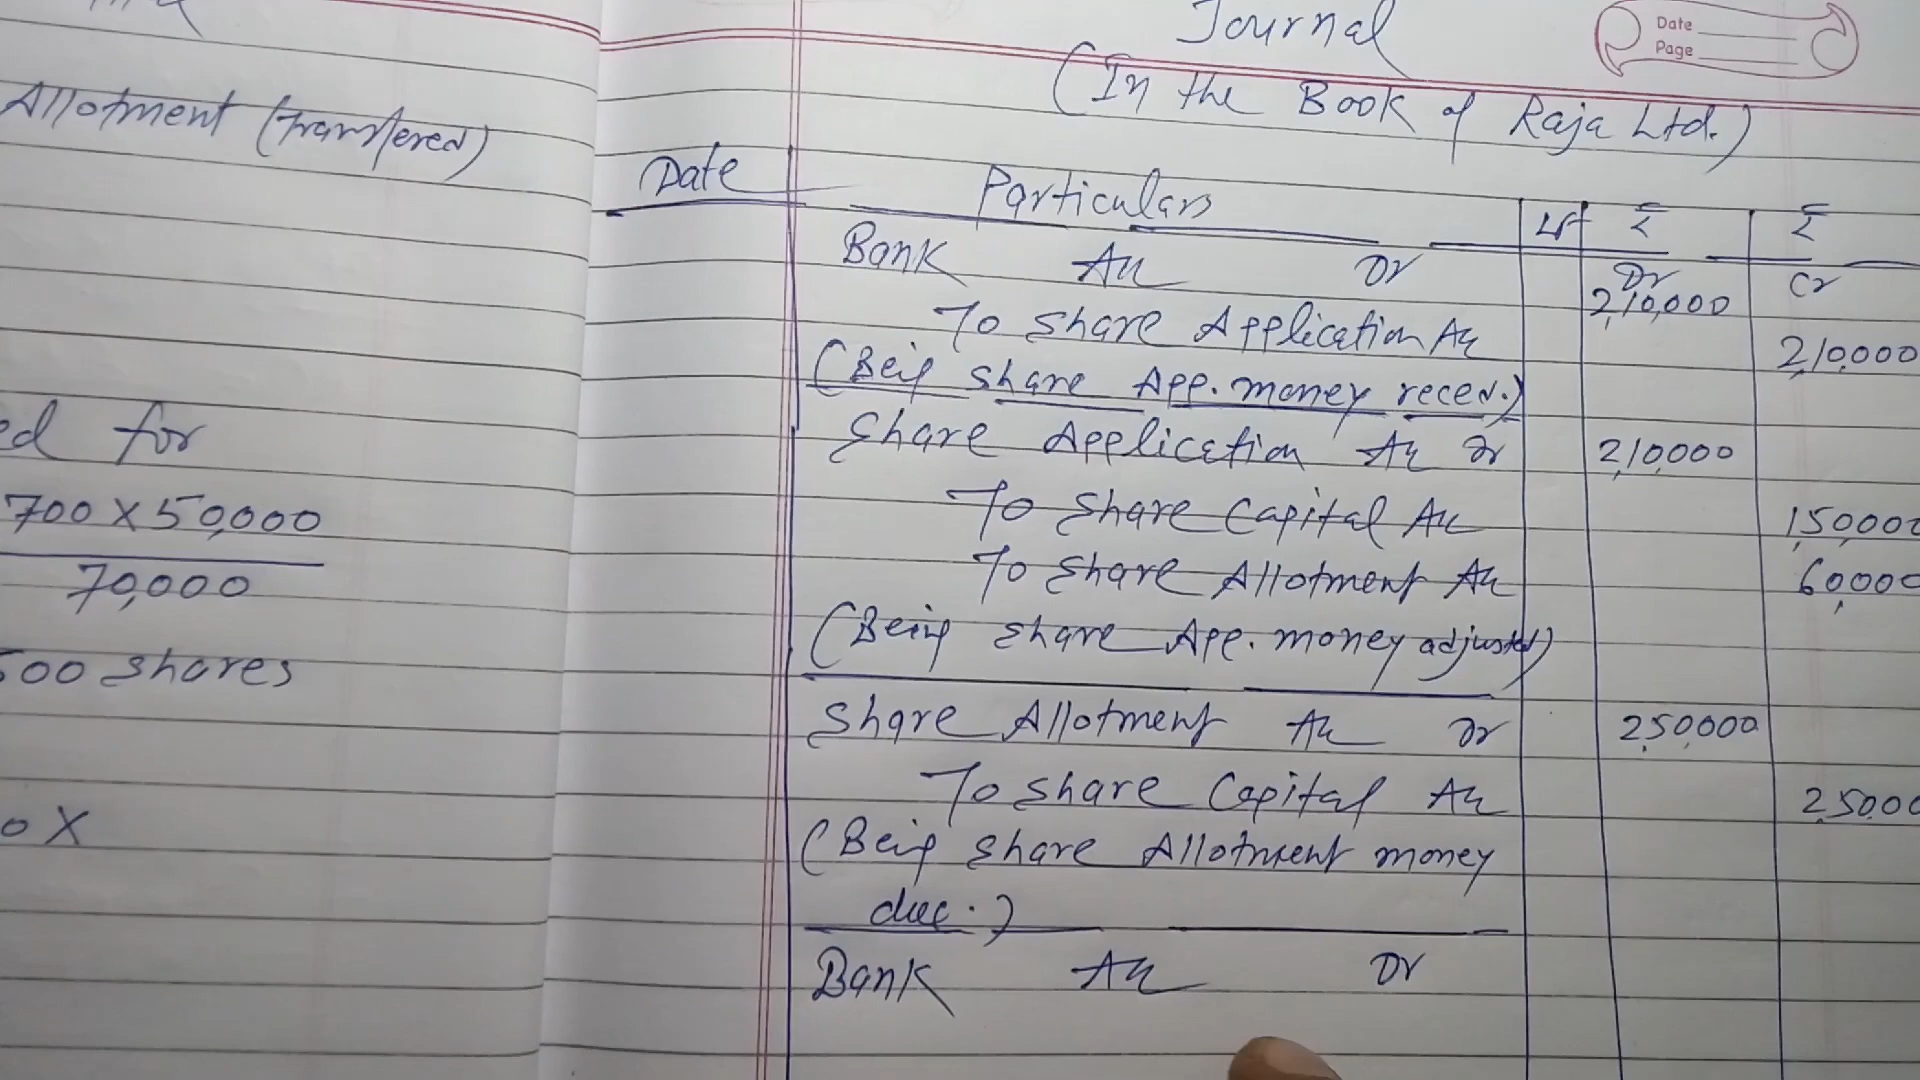 Allotment (transfered)
ed for
700 X 50,000
70,000
500 shares
0 X
Journal
Date
Page
(In the Book of Raja Ltd.)
Date Particulars Lf ₹ ₹
Dr Cr
Bank A/c Dr 2,10,000
To Share Application A/c 2,10,000
(Being share App. money reced.)
Share Application A/c Dr 2,10,000
To Share Capital A/c 1,50,000
To Share Allotment A/c 60,000
(Being share App. money adjusted)
Share Allotment A/c Dr 2,50,000
To Share Capital A/c 2,5000
(Being share Allotment money
due.)
Bank A/c Dr